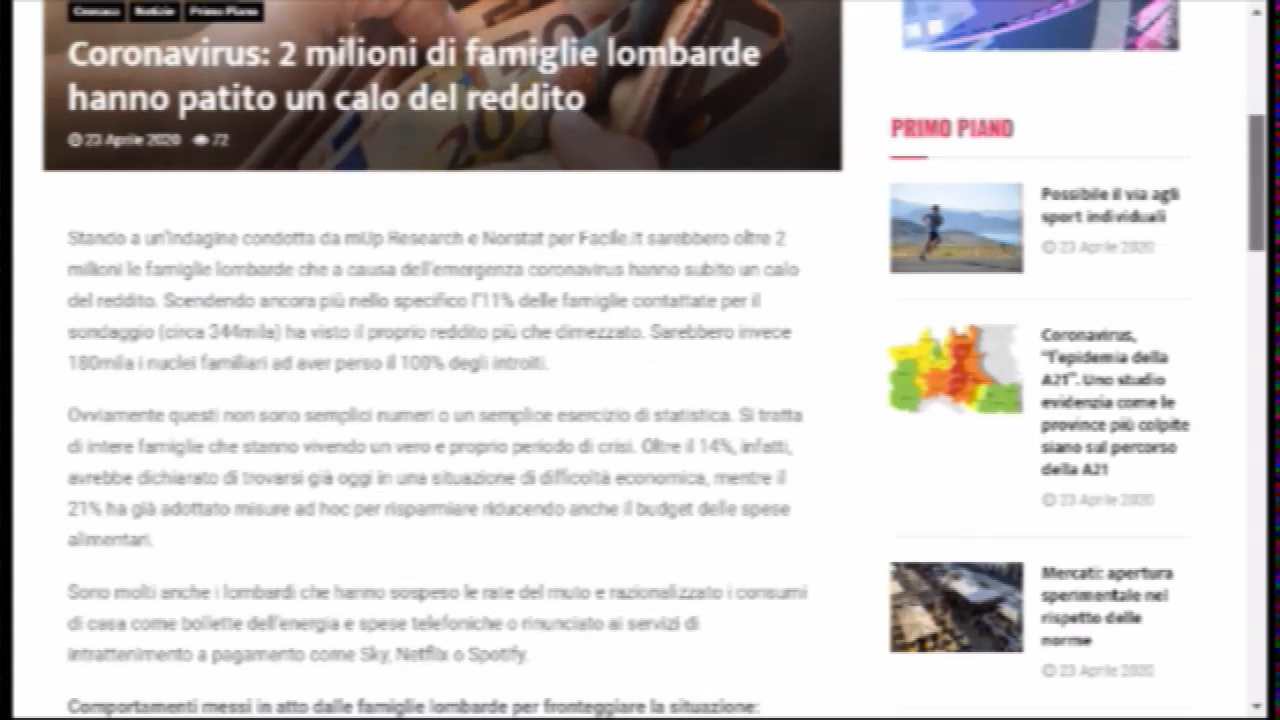 Cronaca Notizie Primo Piano
Coronavirus: 2 milioni di famiglie lombarde
hanno patito un calo del reddito
23 Aprile 2020 72
Stando a un'indagine condotta da mUp Research e Norstat per Facile.it sarebbero oltre 2
milioni le famiglie lombarde che a causa dell'emergenza coronavirus hanno subito un calo
del reddito. Scendendo ancora più nello specifico l'11% delle famiglie contattate per il
sondaggio (circa 344mila) ha visto il proprio reddito più che dimezzato. Sarebbero invece
180mila i nuclei familiari ad aver perso il 100% degli introiti.
Ovviamente questi non sono semplici numeri o un semplice esercizio di statistica. Si tratta
di intere famiglie che stanno vivendo un vero e proprio periodo di crisi. Oltre il 14%, infatti,
avrebbe dichiarato di trovarsi già oggi in una situazione di difficoltà economica, mentre il
21% ha già adottato misure ad hoc per risparmiare riducendo anche il budget delle spese
alimentari.
Sono molti anche i lombardi che hanno sospeso le rate del muto e razionalizzato i consumi
di casa come bollette dell'energia e spese telefoniche o rinunciato ai servizi di
intrattenimento a pagamento come Sky, Netflix o Spotify.
Comportamenti messi in atto dalle famiglie lombarde per fronteggiare la situazione:
PRIMO PIANO
Possibile il via agli
sport individuali
23 Aprile 2020
Coronavirus,
"l'epidemia della
A21". Uno studio
evidenzia come le
province più colpite
siano sul percorso
della A21
23 Aprile 2020
Mercati: apertura
sperimentale nel
rispetto delle
norme
23 Aprile 2020